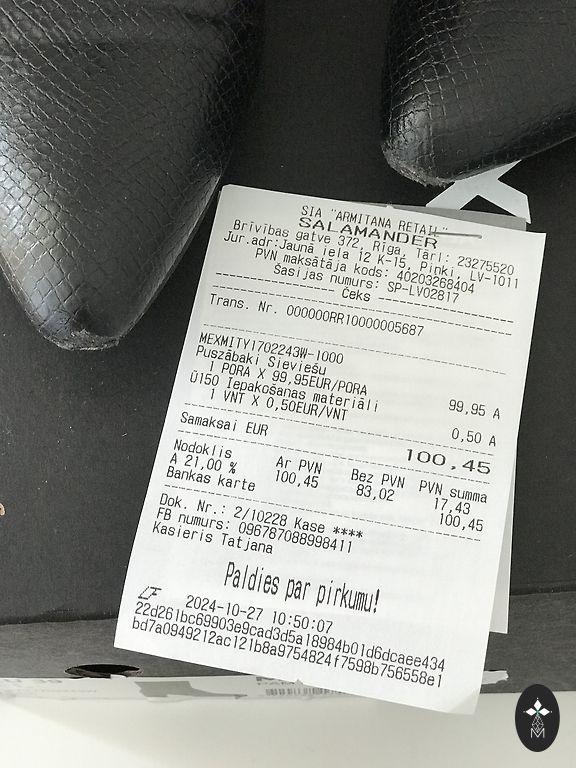 SIA "ARMITANA RETAIL"
SALAMANDER
Brīvības gatve 372, Rīga, Tārl: 23275520
Jur.adr:Jaunā iela 12 K-15, Pinki, LV-1011
PVN maksātāja kods: 40203268404
Šasijas numurs: SP-LV02817
Čeks
Trans. Nr. 000000RR10000005687
MEXMITY1702243W-1000
Puszābaki Sieviešu
1 PORA X 99,95EUR/PORA 99,95 A
Ū150 Iepakošanas materiāli
1 VNT X 0,50EUR/VNT 0,50 A
Samaksai EUR 100,45
Nodoklis Ar PVN Bez PVN PVN summa
A 21,00 % 100,45 83,02 17,43
Bankas karte 100,45
Dok. Nr.: 2/10228 Kase ****
FB numurs: 096787088998411
Kasieris Tatjana
Paldies par pirkumu!
LF 2024-10-27 10:50:07
22d261bc69903e9cad3d5a18984b01d6dcaee434
bd7a0949212ac121b8a9754824f7598b756558e1
M